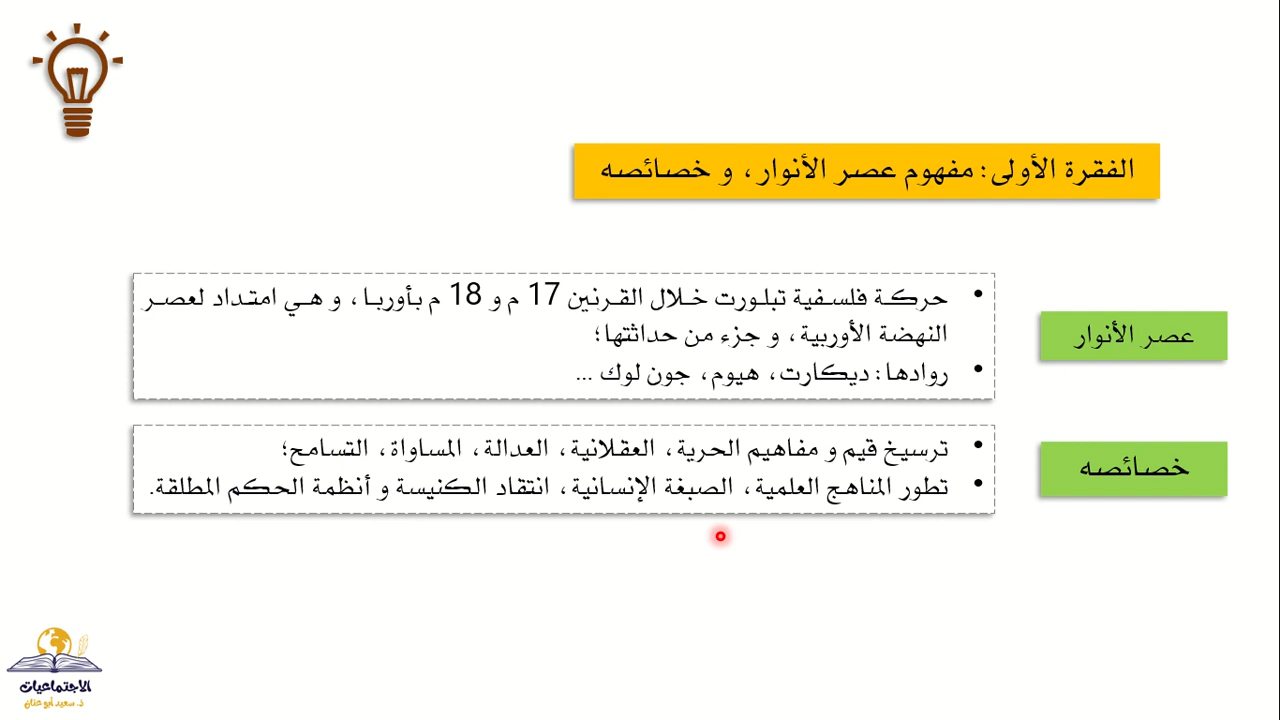 الفقرة الأولى: مفهوم عصر الأنوار، و خصائصه
عصر الأنوار
• حركة فلسفية تبلورت خلال القرنين 17 م و 18 م بأوربا، و هي امتداد لعصر
النهضة الأوربية، و جزء من حداثتها؛
• روادها: ديكارت، هيوم، جون لوك ...
خصائصه
• ترسيخ قيم و مفاهيم الحرية، العقلانية، العدالة، المساواة، التسامح؛
• تطور المناهج العلمية، الصبغة الإنسانية، انتقاد الكنيسة و أنظمة الحكم المطلقة.
الاجتماعيات
د. سعيد أبو عنان